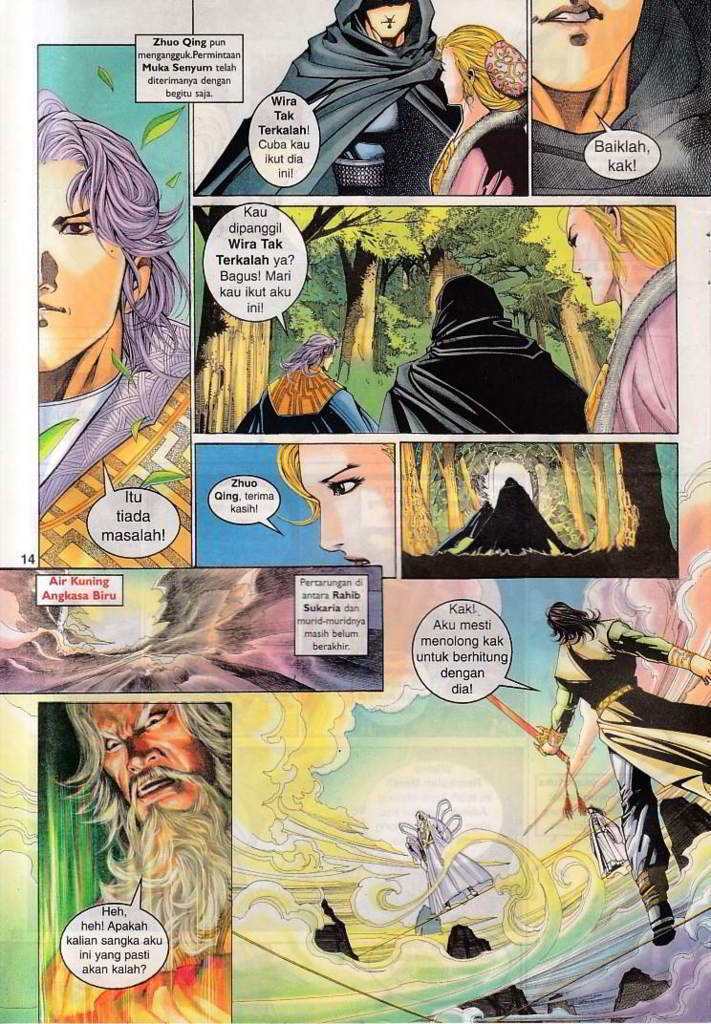 Zhuo Qing pun
mengangguk.Permintaan
Muka Senyum telah
diterimanya dengan
begitu saja.
Wira
Tak
Terkalah!
Cuba kau
ikut dia
ini!
Baiklah,
kak!
Kau
dipanggil
Wira Tak
Terkalah ya?
Bagus! Mari
kau ikut aku
ini!
Itu
tiada
masalah!
Zhuo
Qing, terima
kasih!
14
Air Kuning
Angkasa Biru
Pertarungan di
antara Rahib
Sukaria dan
murid-muridnya
masih belum
berakhir.
Kak!
Aku mesti
menolong kak
untuk berhitung
dengan
dia!
Heh,
heh! Apakah
kalian sangka aku
ini yang pasti
akan kalah?